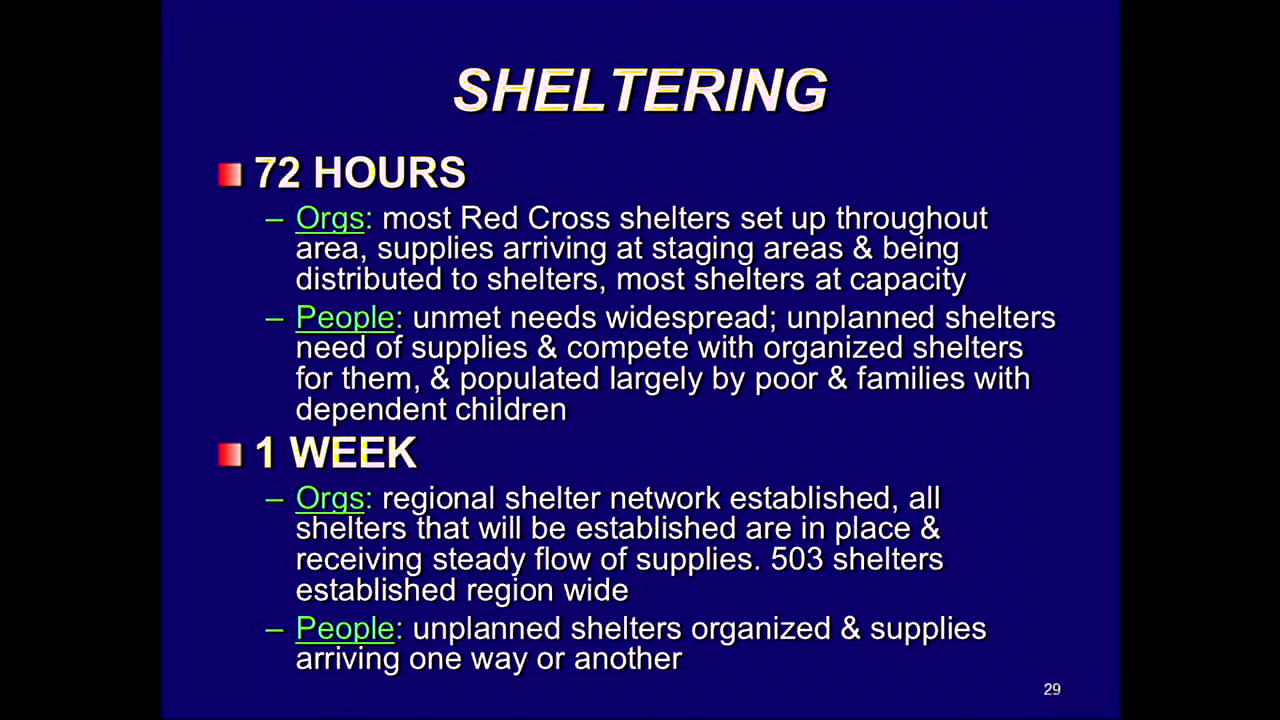 SHELTERING
72 HOURS
– Orgs: most Red Cross shelters set up throughout
area, supplies arriving at staging areas & being
distributed to shelters, most shelters at capacity
– People: unmet needs widespread; unplanned shelters
need of supplies & compete with organized shelters
for them, & populated largely by poor & families with
dependent children
1 WEEK
– Orgs: regional shelter network established, all
shelters that will be established are in place &
receiving steady flow of supplies. 503 shelters
established region wide
– People: unplanned shelters organized & supplies
arriving one way or another
29